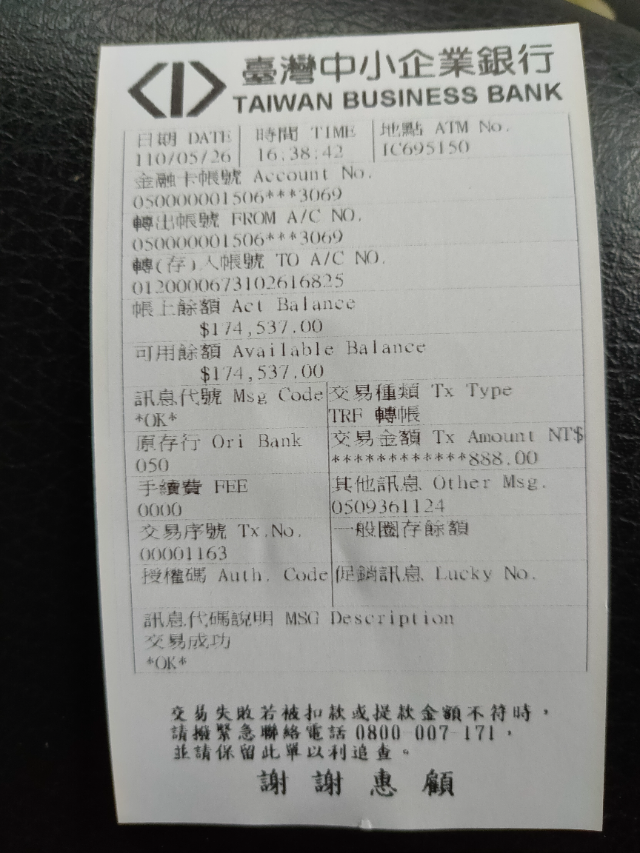 臺灣中小企業銀行
TAIWAN BUSINESS BANK
日期 DATE 時間 TIME 地點 ATM No.
110/05/26 16:38:42 IC695150
金融卡帳號 Account No.
050000001506***3069
轉出帳號 FROM A/C NO.
050000001506***3069
轉(存)入帳號 TO A/C NO.
0120000673102616825
帳上餘額 Act Balance
$174,537.00
可用餘額 Available Balance
$174,537.00
訊息代號 Msg Code 交易種類 Tx Type
*OK* TRF 轉帳
原存行 Ori Bank 交易金額 Tx Amount NT$
050 ************888.00
手續費 FEE 其他訊息 Other Msg.
0000 0509361124
交易序號 Tx.No. 一般圈存餘額
00001163
授權碼 Auth. Code 促銷訊息 Lucky No.
訊息代碼說明 MSG Description
交易成功
*OK*
交易失敗若被扣款或提款金額不符時，
請撥緊急聯絡電話 0800-007-171，
並請保留此單以利追查。
謝謝惠顧